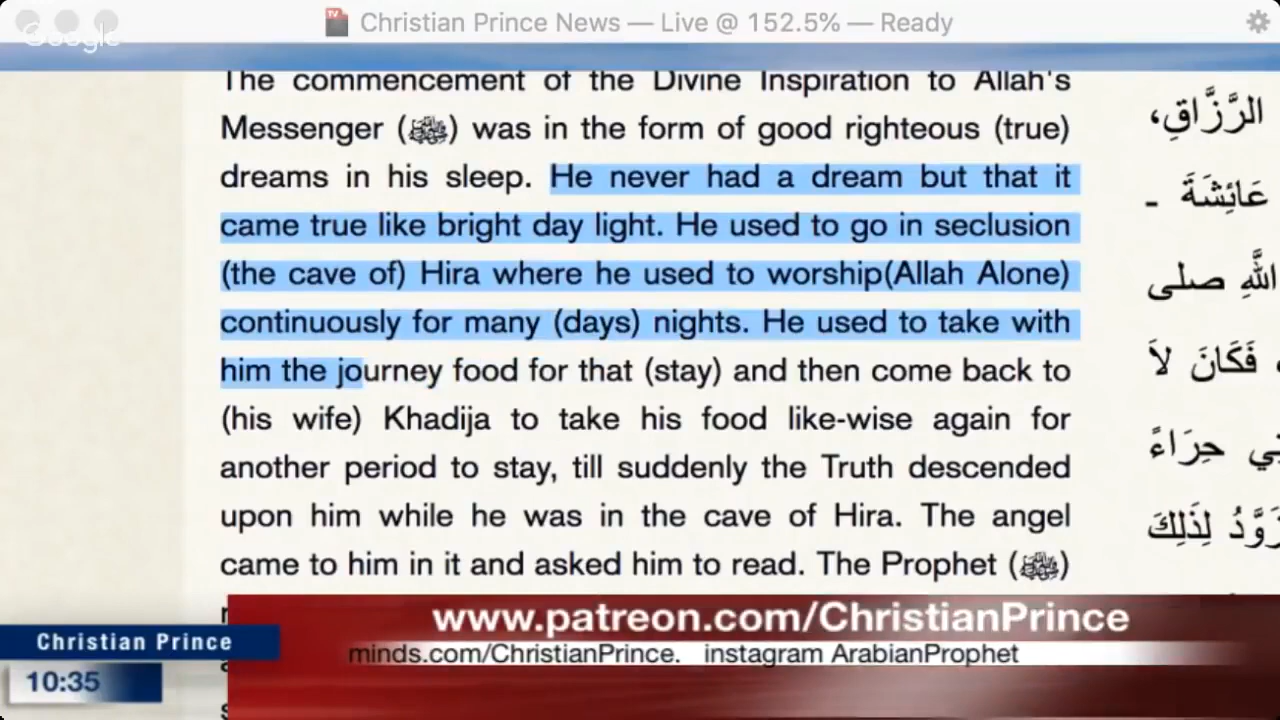 Christian Prince News — Live @ 152.5% — Ready
Google
The commencement of the Divine Inspiration to Allah's
Messenger (ﷺ) was in the form of good righteous (true)
dreams in his sleep. He never had a dream but that it
came true like bright day light. He used to go in seclusion
(the cave of) Hira where he used to worship(Allah Alone)
continuously for many (days) nights. He used to take with
him the journey food for that (stay) and then come back to
(his wife) Khadija to take his food like-wise again for
another period to stay, till suddenly the Truth descended
upon him while he was in the cave of Hira. The angel
came to him in it and asked him to read. The Prophet (ﷺ)
الرَّزَّاقِ،
عَائِشَةَ ـ
اللَّهِ صلى
فَكَانَ لاَ
حِرَاءً
لِذَلِكَ
www.patreon.com/ChristianPrince
Christian Prince
minds.com/ChristianPrince. instagram ArabianProphet
10:35